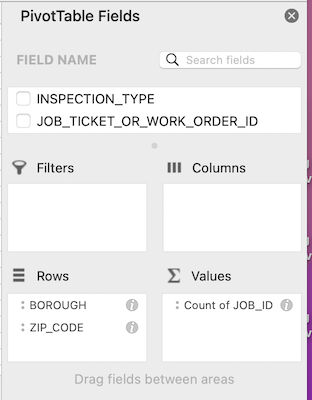 PivotTable Fields
FIELD NAME
Search fields
INSPECTION_TYPE
JOB_TICKET_OR_WORK_ORDER_ID
Filters
Columns
Rows
Values
BOROUGH
Count of JOB_ID
ZIP_CODE
Drag fields between areas